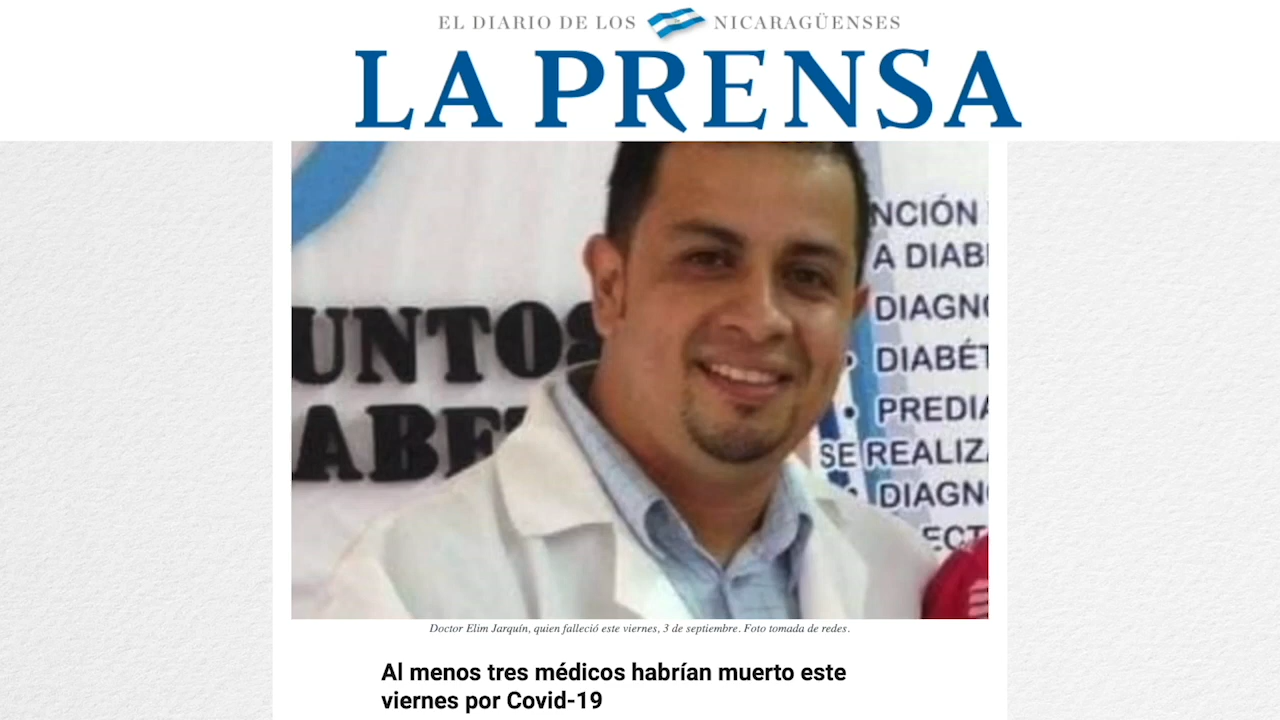 EL DIARIO DE LOS NICARAGÜENSES
LA PRENSA
NCIÓN
A DIAB
DIAGN
UNTOS
• DIABÉT
ABE
• PREDIA
SE REALIZ
• DIAGN
ECT
Doctor Elim Jarquín, quien falleció este viernes, 3 de septiembre. Foto tomada de redes.
Al menos tres médicos habrían muerto este
viernes por Covid-19